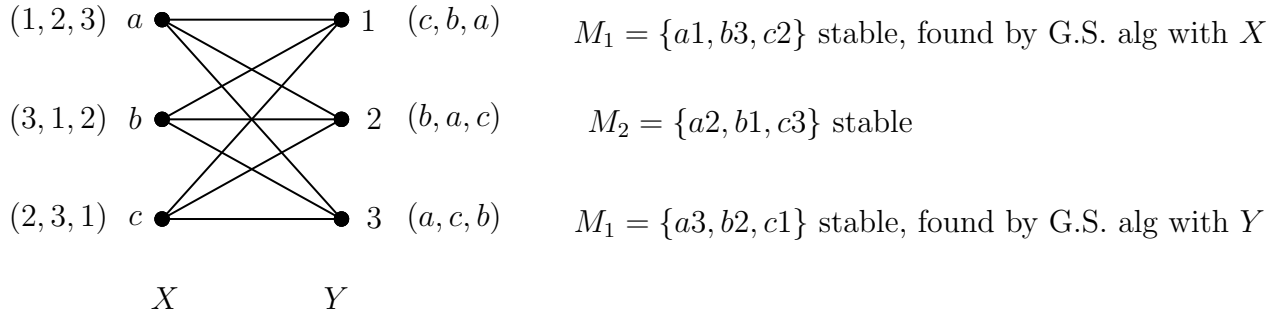 (1, 2, 3) a 1 (c, b, a) M₁ = {a1, b3, c2} stable, found by G.S. alg with X
(3, 1, 2) b 2 (b, a, c) M₂ = {a2, b1, c3} stable
(2, 3, 1) c 3 (a, c, b) M₁ = {a3, b2, c1} stable, found by G.S. alg with Y
X Y